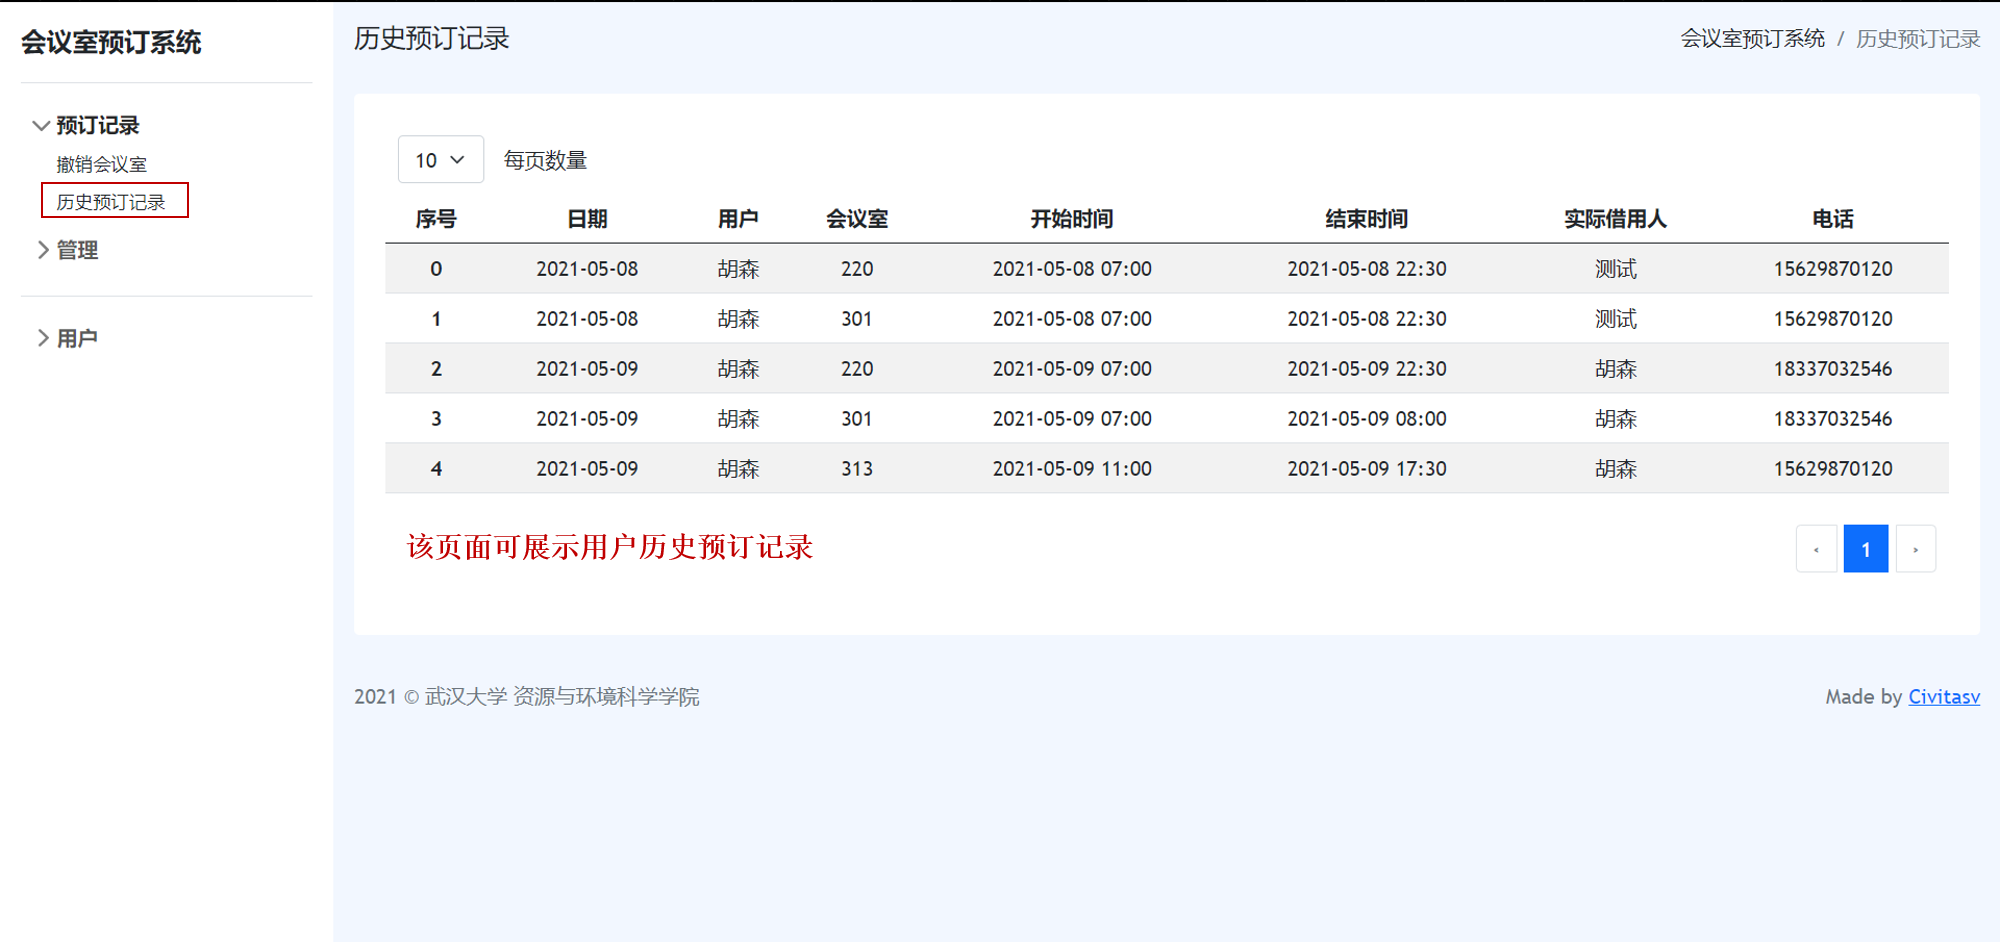 会议室预订系统
预订记录
撤销会议室
历史预订记录
管理
用户
历史预订记录
会议室预订系统 / 历史预订记录
10 每页数量
序号 日期 用户 会议室 开始时间 结束时间 实际借用人 电话
0 2021-05-08 胡森 220 2021-05-08 07:00 2021-05-08 22:30 测试 15629870120
1 2021-05-08 胡森 301 2021-05-08 07:00 2021-05-08 22:30 测试 15629870120
2 2021-05-09 胡森 220 2021-05-09 07:00 2021-05-09 22:30 胡森 18337032546
3 2021-05-09 胡森 301 2021-05-09 07:00 2021-05-09 08:00 胡森 18337032546
4 2021-05-09 胡森 313 2021-05-09 11:00 2021-05-09 17:30 胡森 15629870120
该页面可展示用户历史预订记录
‹ 1 ›
2021 © 武汉大学 资源与环境科学学院
Made by Civitasv